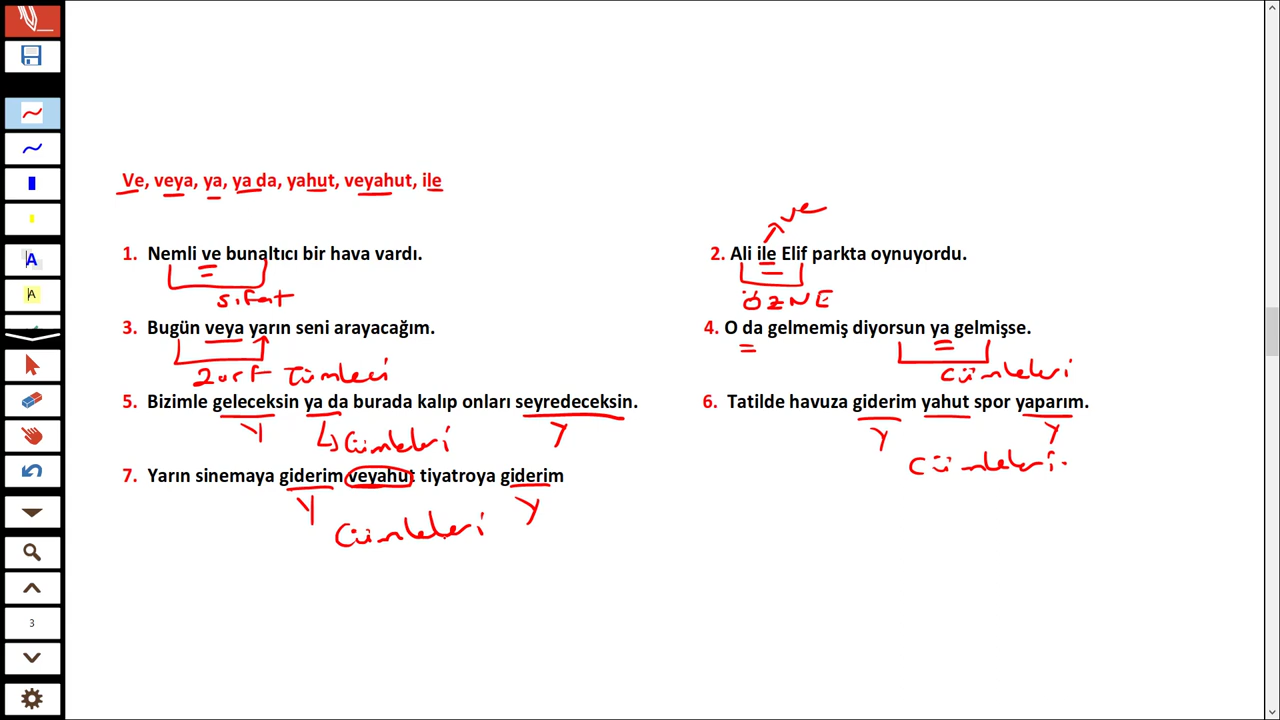 Ve, veya, ya, ya da, yahut, veyahut, ile
ve
1. Nemli ve bunaltıcı bir hava vardı.
2. Ali ile Elif parkta oynuyordu.
sıfat
ÖZNE
3. Bugün veya yarın seni arayacağım.
4. O da gelmemiş diyorsun ya gelmişse.
Zarf Tümleci
cümleleri
5. Bizimle geleceksin ya da burada kalıp onları seyredeceksin.
6. Tatilde havuza giderim yahut spor yaparım.
y cümleleri y
y y
cümleleri
7. Yarın sinemaya giderim veyahut tiyatroya giderim
y y
cümleleri
A
A
3